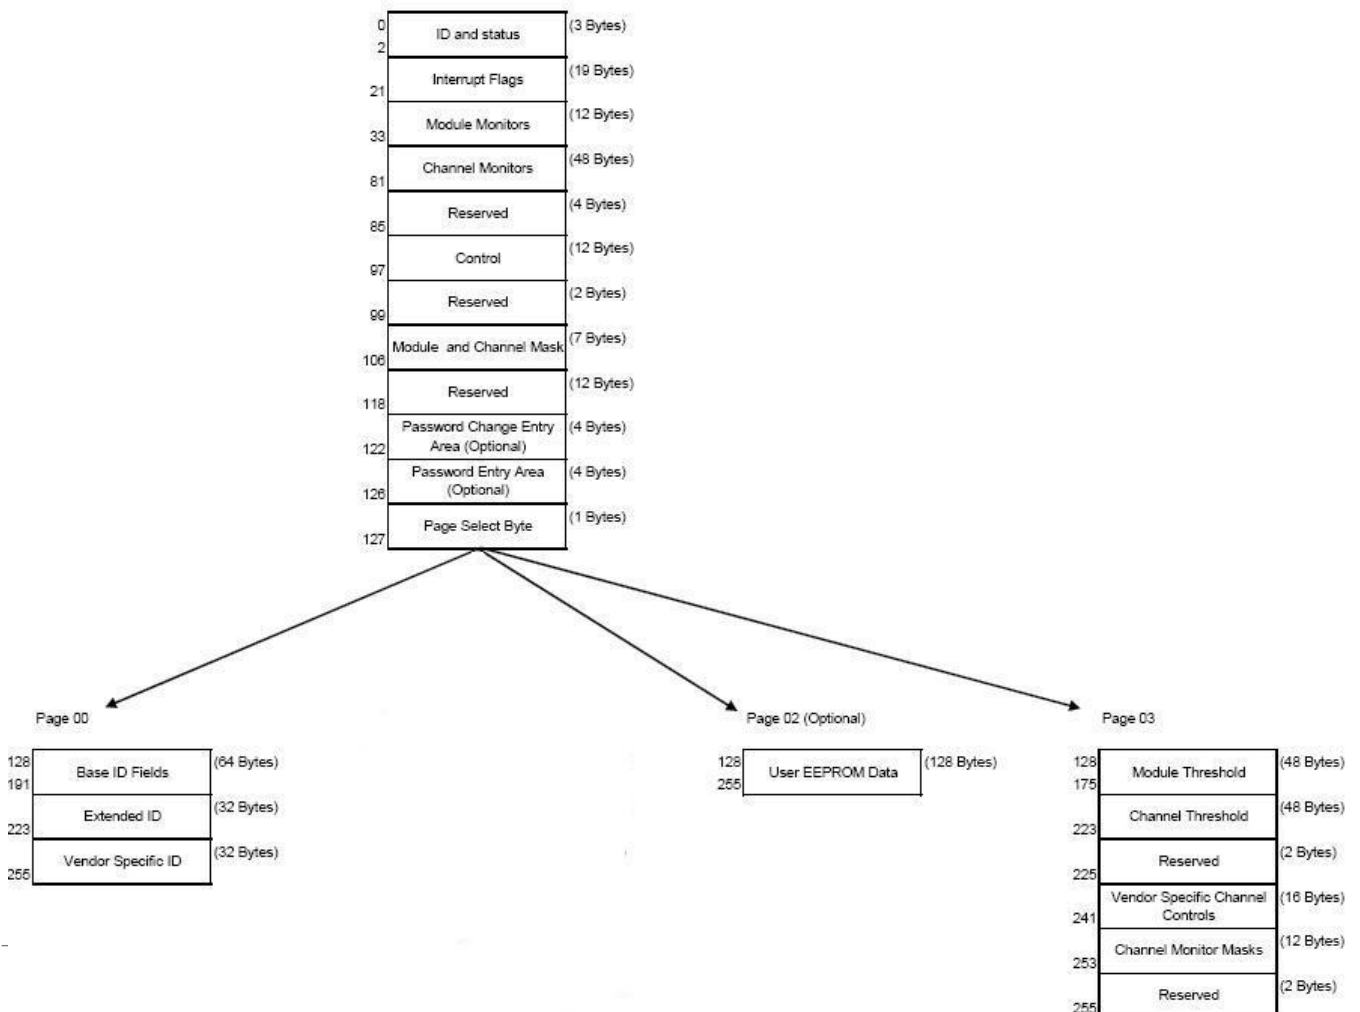 0
ID and status
(3 Bytes)
2
Interrupt Flags
(19 Bytes)
21
Module Monitors
(12 Bytes)
33
Channel Monitors
(48 Bytes)
81
Reserved
(4 Bytes)
85
Control
(12 Bytes)
97
Reserved
(2 Bytes)
99
Module and Channel Mask
(7 Bytes)
106
Reserved
(12 Bytes)
118
Password Change Entry
Area (Optional)
(4 Bytes)
122
Password Entry Area
(Optional)
(4 Bytes)
126
Page Select Byte
(1 Bytes)
127
Page 00
128
Base ID Fields
(64 Bytes)
191
Extended ID
(32 Bytes)
223
Vendor Specific ID
(32 Bytes)
255
Page 02 (Optional)
128
User EEPROM Data
(128 Bytes)
255
Page 03
128
Module Threshold
(48 Bytes)
175
Channel Threshold
(48 Bytes)
223
Reserved
(2 Bytes)
225
Vendor Specific Channel
Controls
(16 Bytes)
241
Channel Monitor Masks
(12 Bytes)
253
Reserved
(2 Bytes)
255